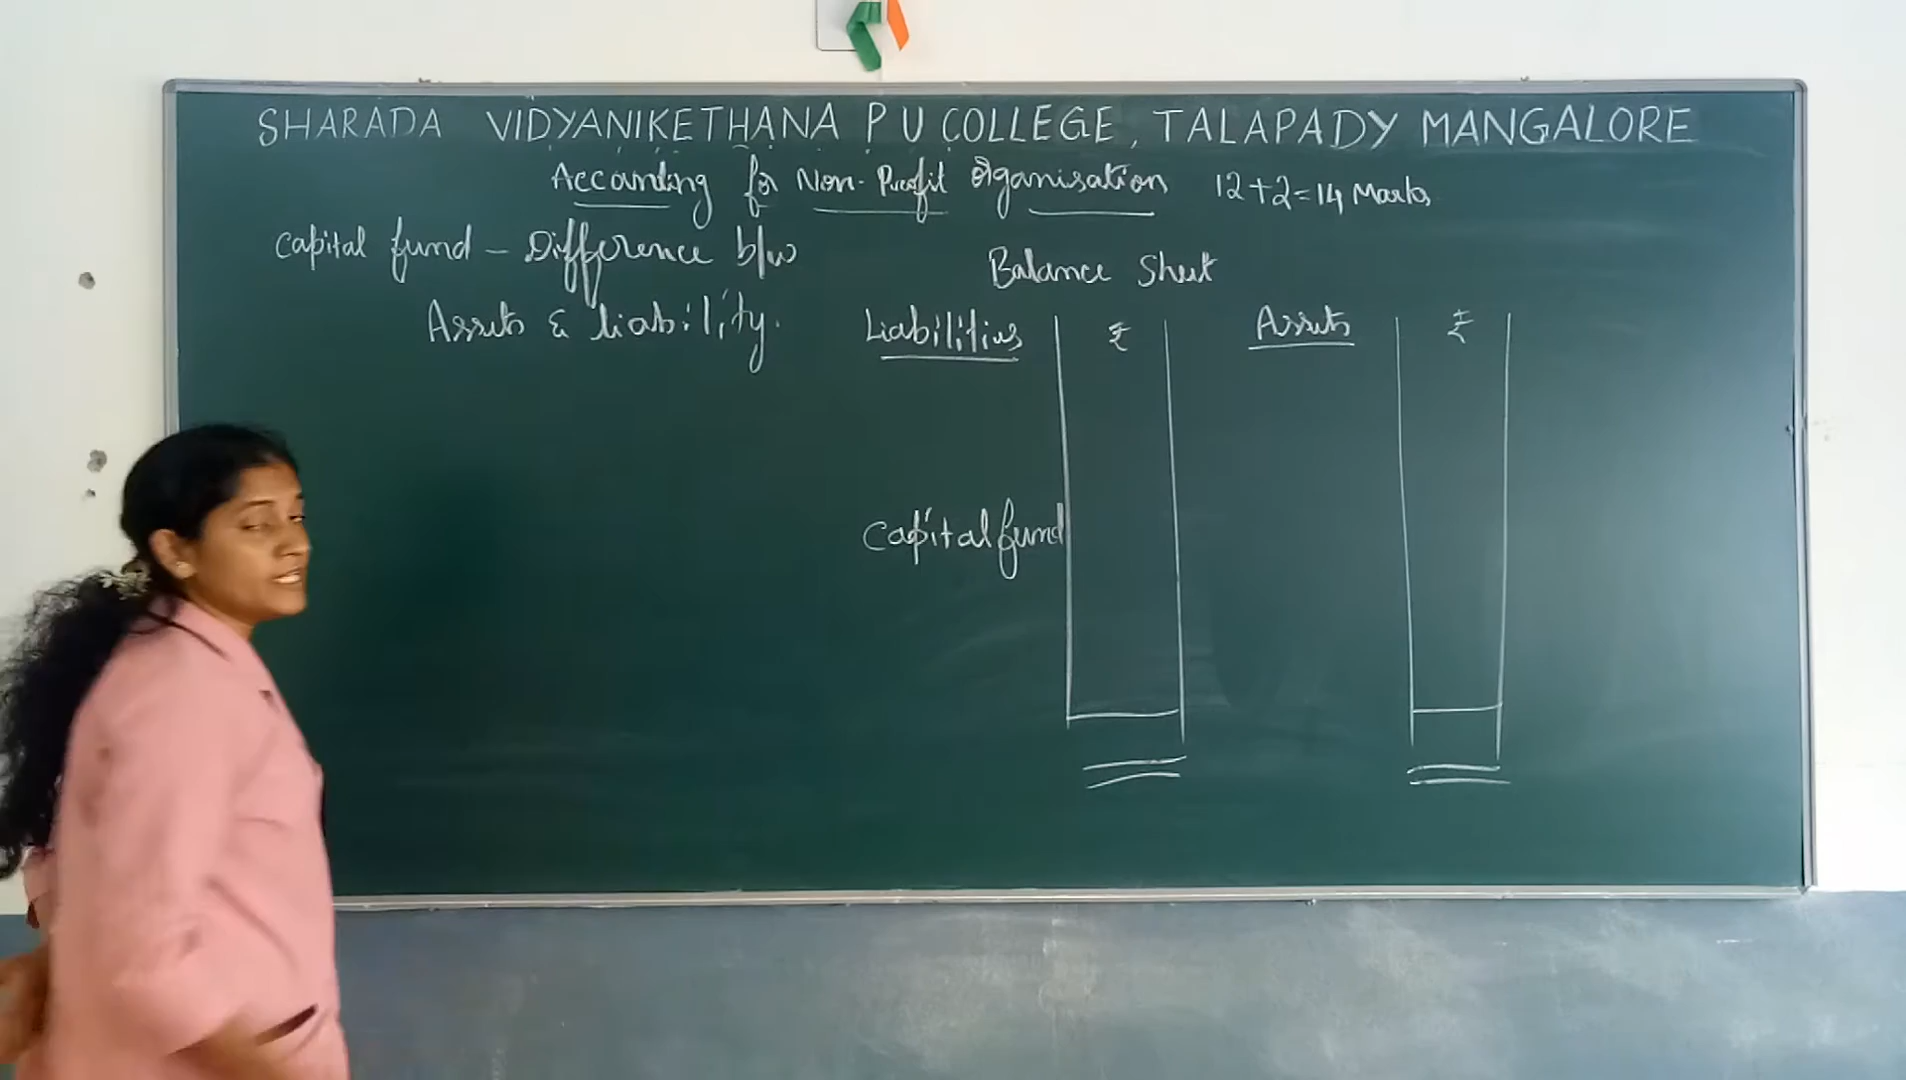 SHARADA VIDYANIKETHANA P U COLLEGE, TALAPADY MANGALORE
Accounting for Non-Profit Organisation 12+2=14 Marks
Capital fund – Difference b/w
Assets & liability.
Balance Sheet
Liabilities ₹ Assets ₹
Capital fund